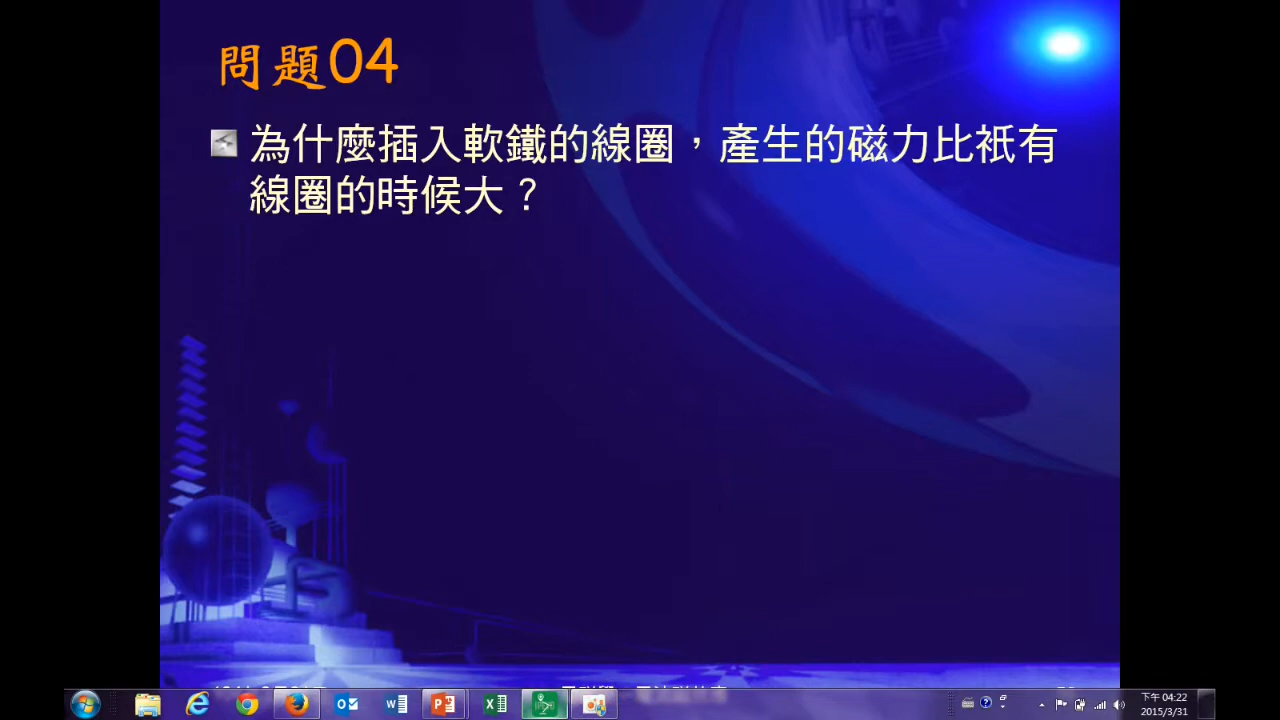 問題04
為什麼插入軟鐵的線圈，產生的磁力比衹有
線圈的時候大？
下午 04:22
2015/3/31